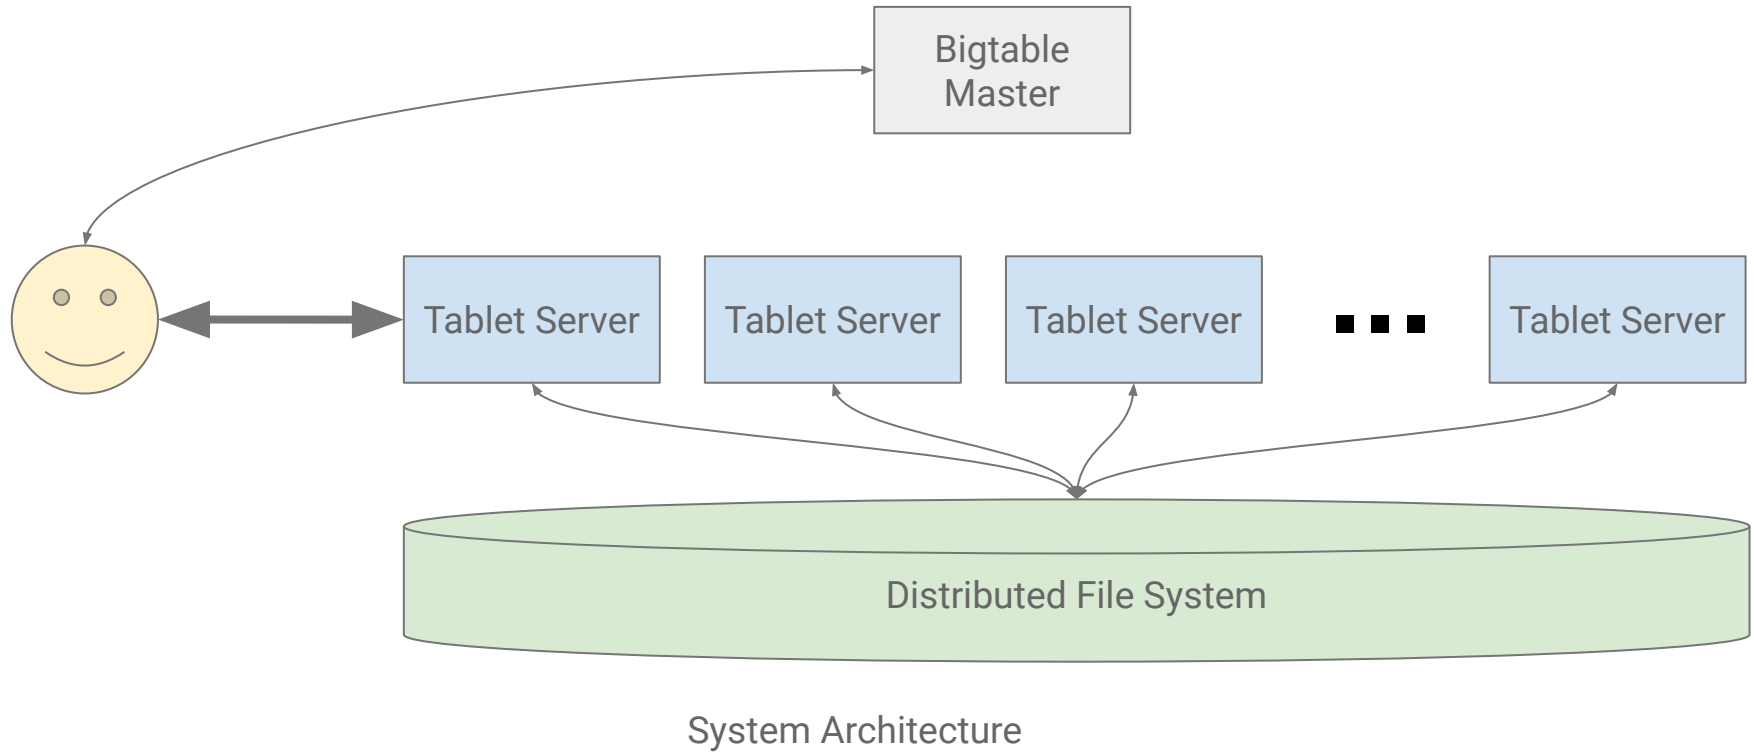 Bigtable
Master
Tablet Server
Tablet Server
Tablet Server
Tablet Server
Distributed File System
System Architecture